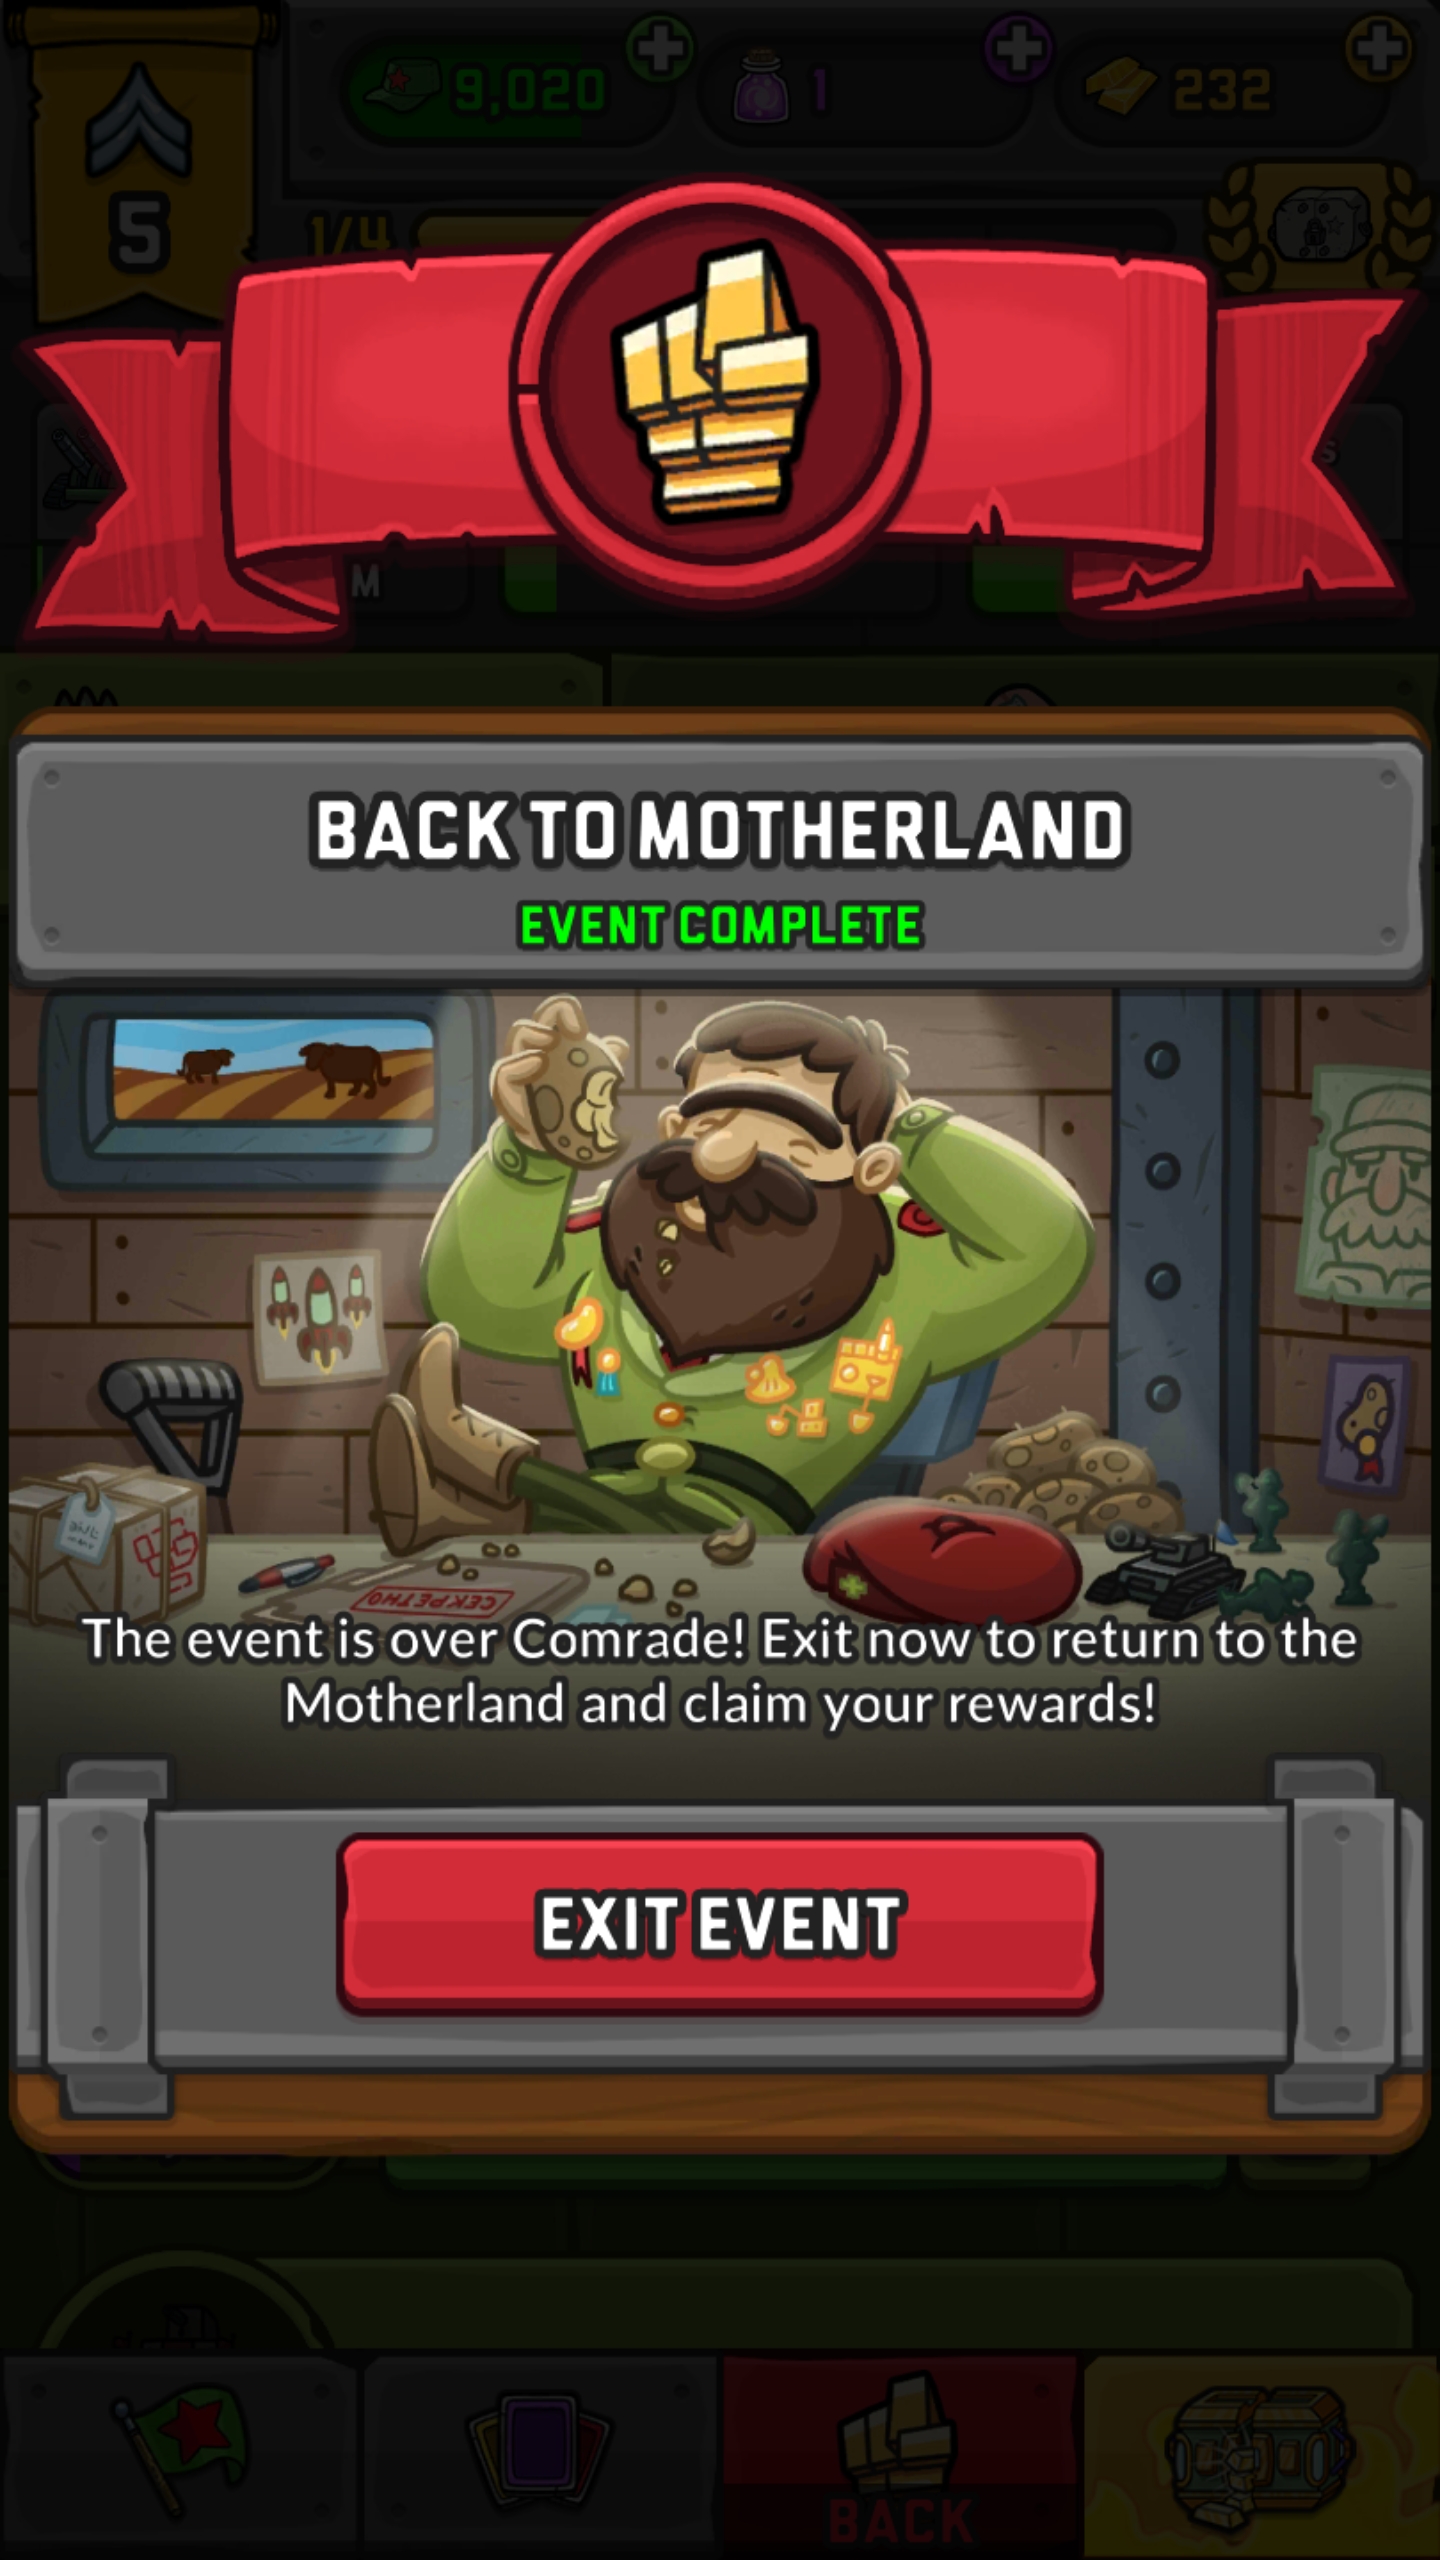 9,020
1
232
5
1/4
M
BACK TO MOTHERLAND
EVENT COMPLETE
СЕКРЕТНО
The event is over Comrade! Exit now to return to the
Motherland and claim your rewards!
EXIT EVENT
BACK